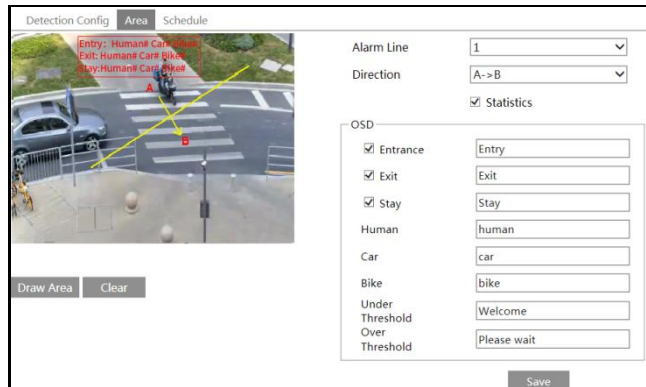 Detection Config Area Schedule
Entry: Human# Car# Bike#
Exit: Human# Car# Bike#
Stay:Human# Car# Bike#
A
B
Draw Area Clear
Alarm Line 1
Direction A->B
Statistics
OSD
Entrance Entry
Exit Exit
Stay Stay
Human human
Car car
Bike bike
Under
Threshold Welcome
Over
Threshold Please wait
Save